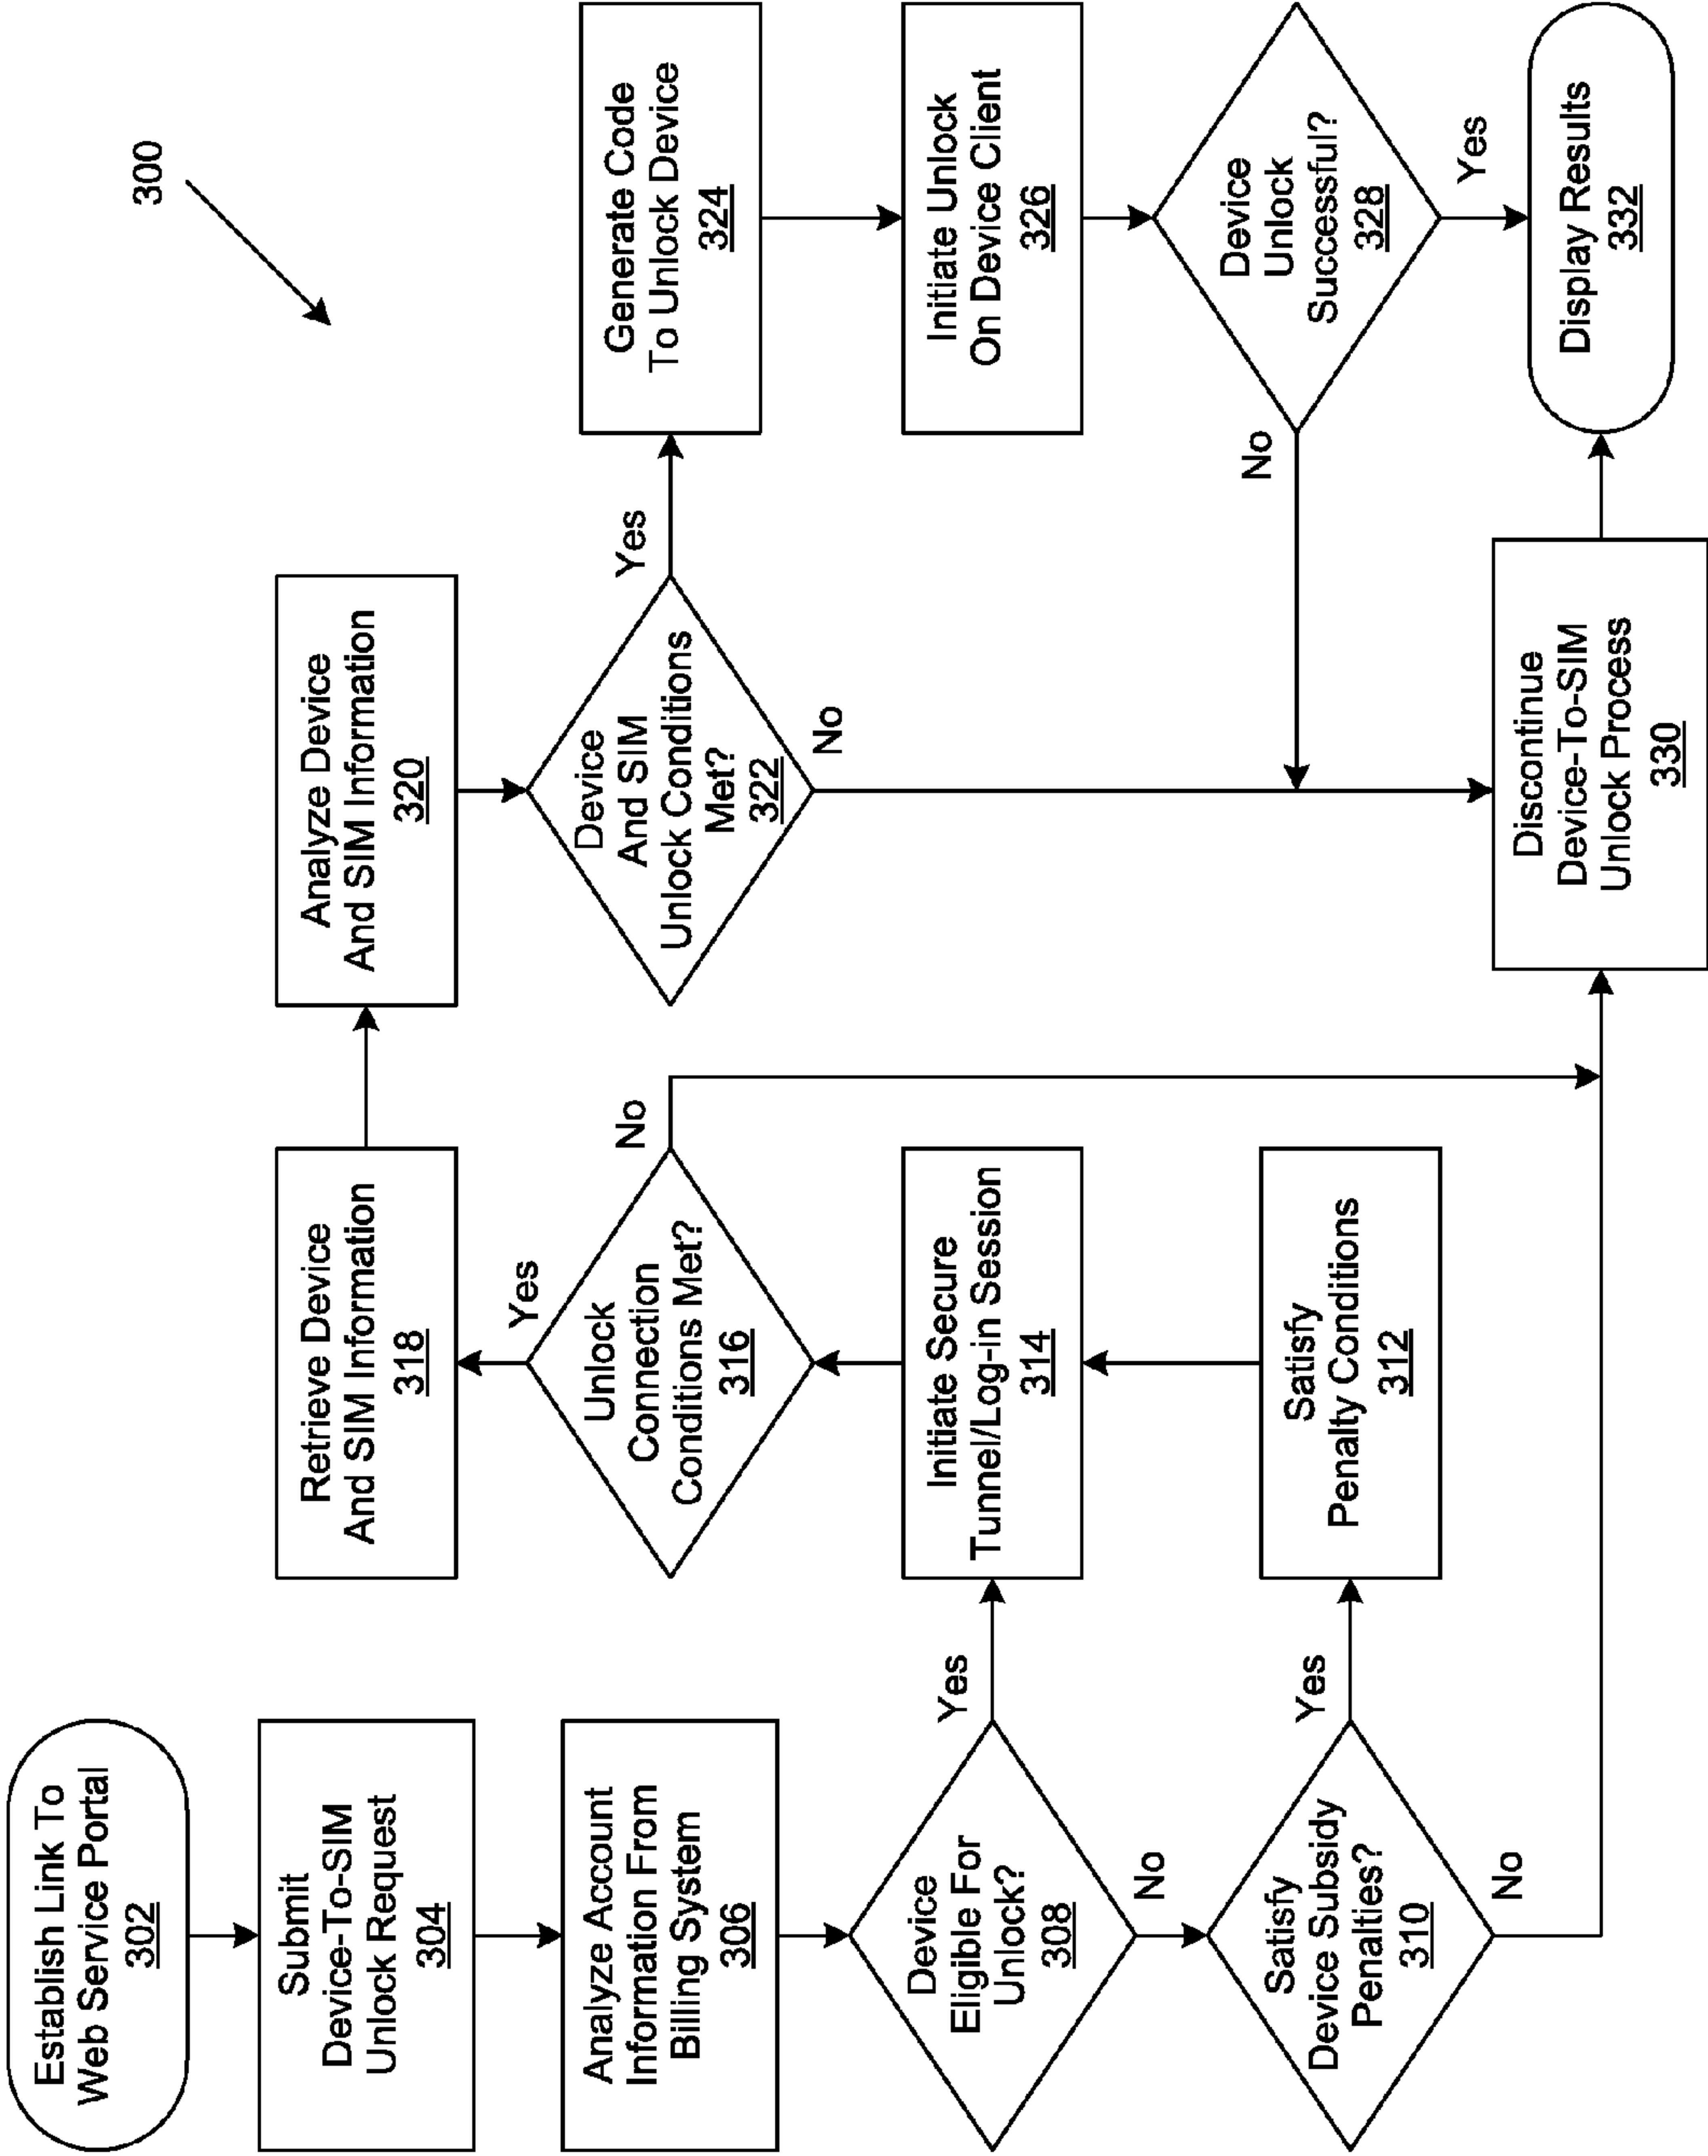 300
Establish Link To
Web Service Portal
302
Submit
Device-To-SIM
Unlock Request
304
Analyze Account
Information From
Billing System
306
Device
Eligible For
Unlock?
308
Yes
No
Satisfy
Device Subsidy
Penalties?
310
Yes
No
Satisfy
Penalty Conditions
312
Initiate Secure
Tunnel/Log-in Session
314
Unlock
Connection
Conditions Met?
316
Yes
No
Retrieve Device
And SIM Information
318
Analyze Device
And SIM Information
320
Device
And SIM
Unlock Conditions
Met?
322
Yes
No
Generate Code
To Unlock Device
324
Initiate Unlock
On Device Client
326
Device
Unlock
Successful?
328
No
Yes
Discontinue
Device-To-SIM
Unlock Process
330
Display Results
332